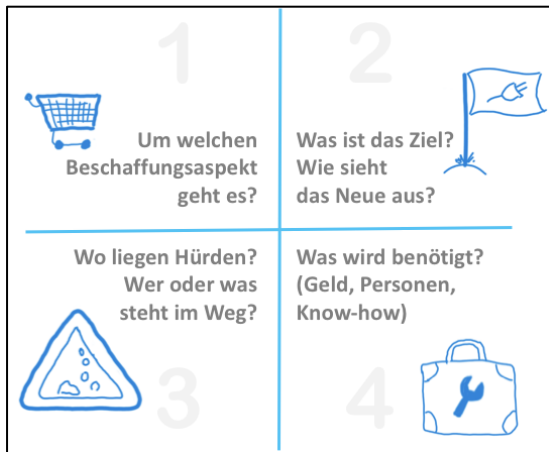 1
Um welchen
Beschaffungsaspekt
geht es?
2
Was ist das Ziel?
Wie sieht
das Neue aus?
Wo liegen Hürden?
Wer oder was
steht im Weg?
3
Was wird benötigt?
(Geld, Personen,
Know-how)
4